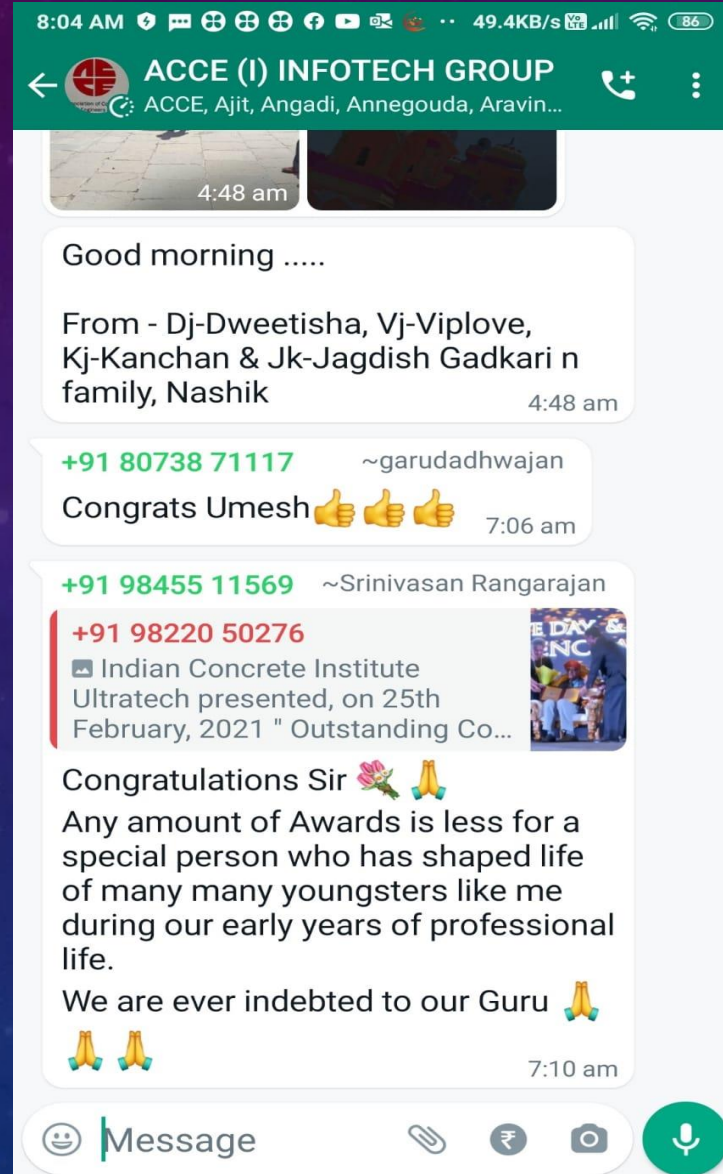 8:04 AM 49.4KB/s Vo LTE 86
ACCE (I) INFOTECH GROUP
ACCE, Ajit, Angadi, Annegouda, Aravin...
4:48 am
Good morning .....
From - Dj-Dweetisha, Vj-Viplove,
Kj-Kanchan & Jk-Jagdish Gadkari n
family, Nashik
4:48 am
+91 80738 71117 ~garudadhwajan
Congrats Umesh👍👍👍
7:06 am
+91 98455 11569 ~Srinivasan Rangarajan
+91 98220 50276
Indian Concrete Institute
Ultratech presented, on 25th
February, 2021 " Outstanding Co...
E DAY &
ENC
Congratulations Sir 💐 🙏
Any amount of Awards is less for a
special person who has shaped life
of many many youngsters like me
during our early years of professional
life.
We are ever indebted to our Guru 🙏
🙏 🙏
7:10 am
Message ₹